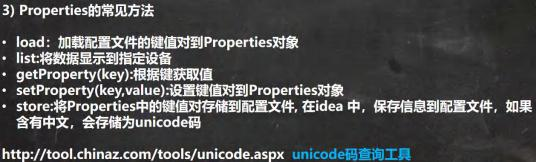 3) Properties的常见方法
• load：加载配置文件的键值对到Properties对象
• list:将数据显示到指定设备
• getProperty(key):根据键获取值
• setProperty(key,value):设置键值对到Properties对象
• store:将Properties中的键值对存储到配置文件, 在idea 中，保存信息到配置文件，如果
含有中文，会存储为unicode码
http://tool.chinaz.com/tools/unicode.aspx unicode码查询工具